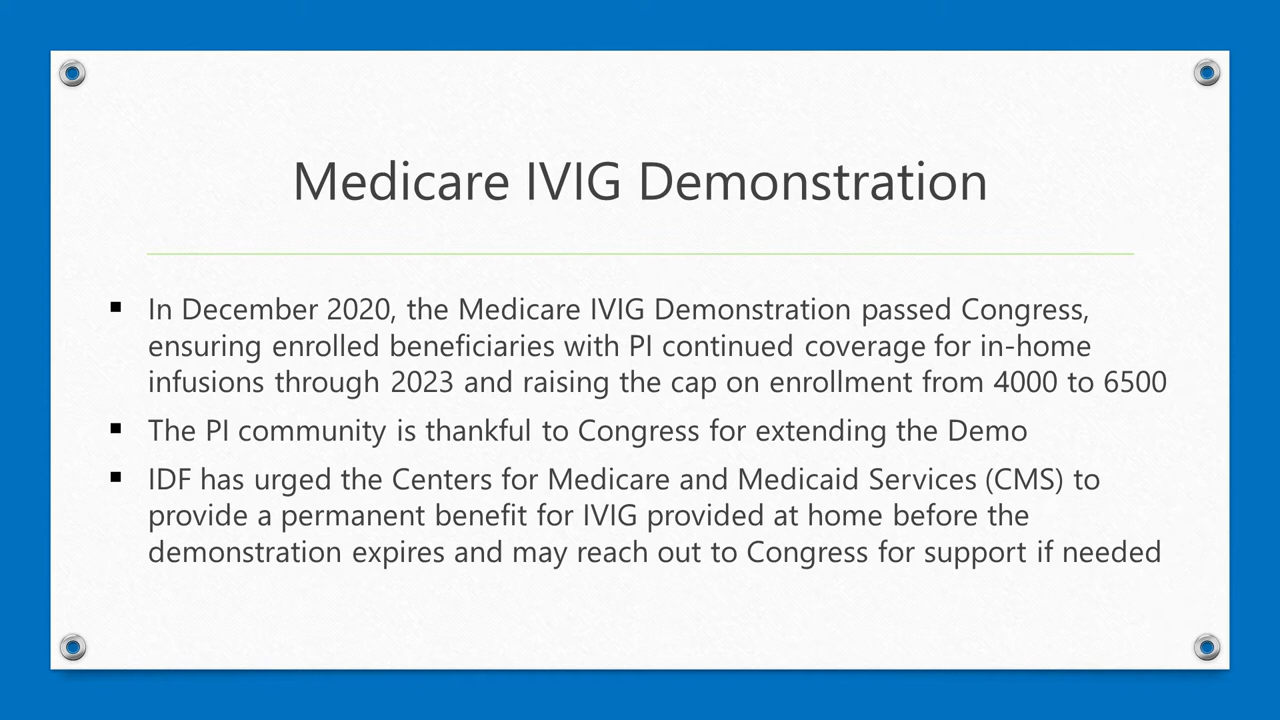 Medicare IVIG Demonstration
▪ In December 2020, the Medicare IVIG Demonstration passed Congress,
ensuring enrolled beneficiaries with PI continued coverage for in-home
infusions through 2023 and raising the cap on enrollment from 4000 to 6500
▪ The PI community is thankful to Congress for extending the Demo
▪ IDF has urged the Centers for Medicare and Medicaid Services (CMS) to
provide a permanent benefit for IVIG provided at home before the
demonstration expires and may reach out to Congress for support if needed